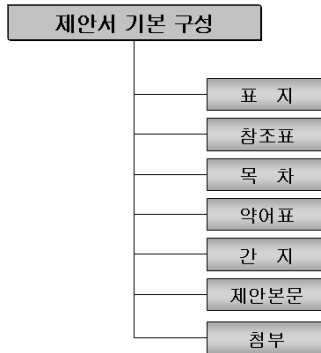 제안서 기본 구성
표 지
참조표
목 차
약어표
간 지
제안본문
첨부